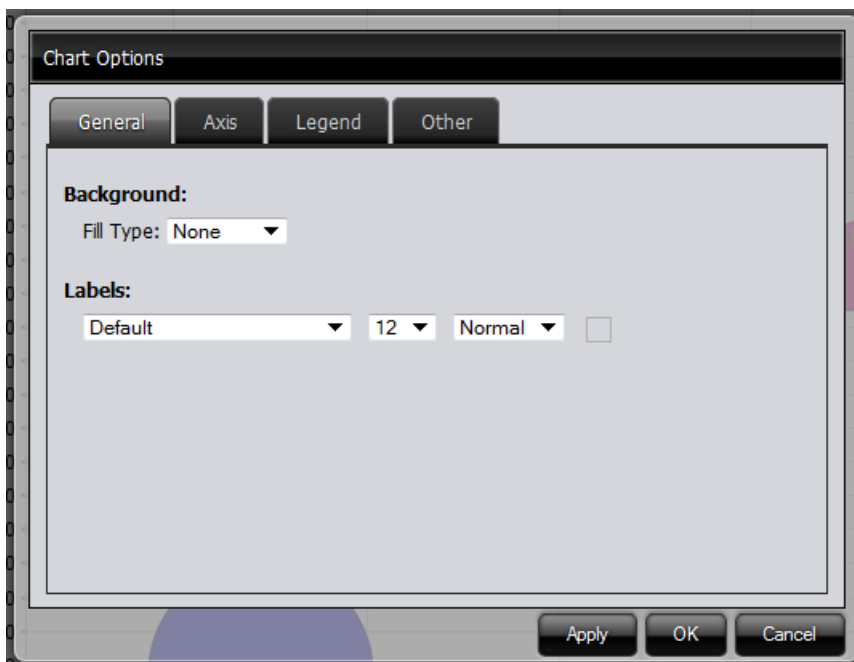 Chart Options
General Axis Legend Other
Background:
Fill Type: None
Labels:
Default 12 Normal
Apply OK Cancel